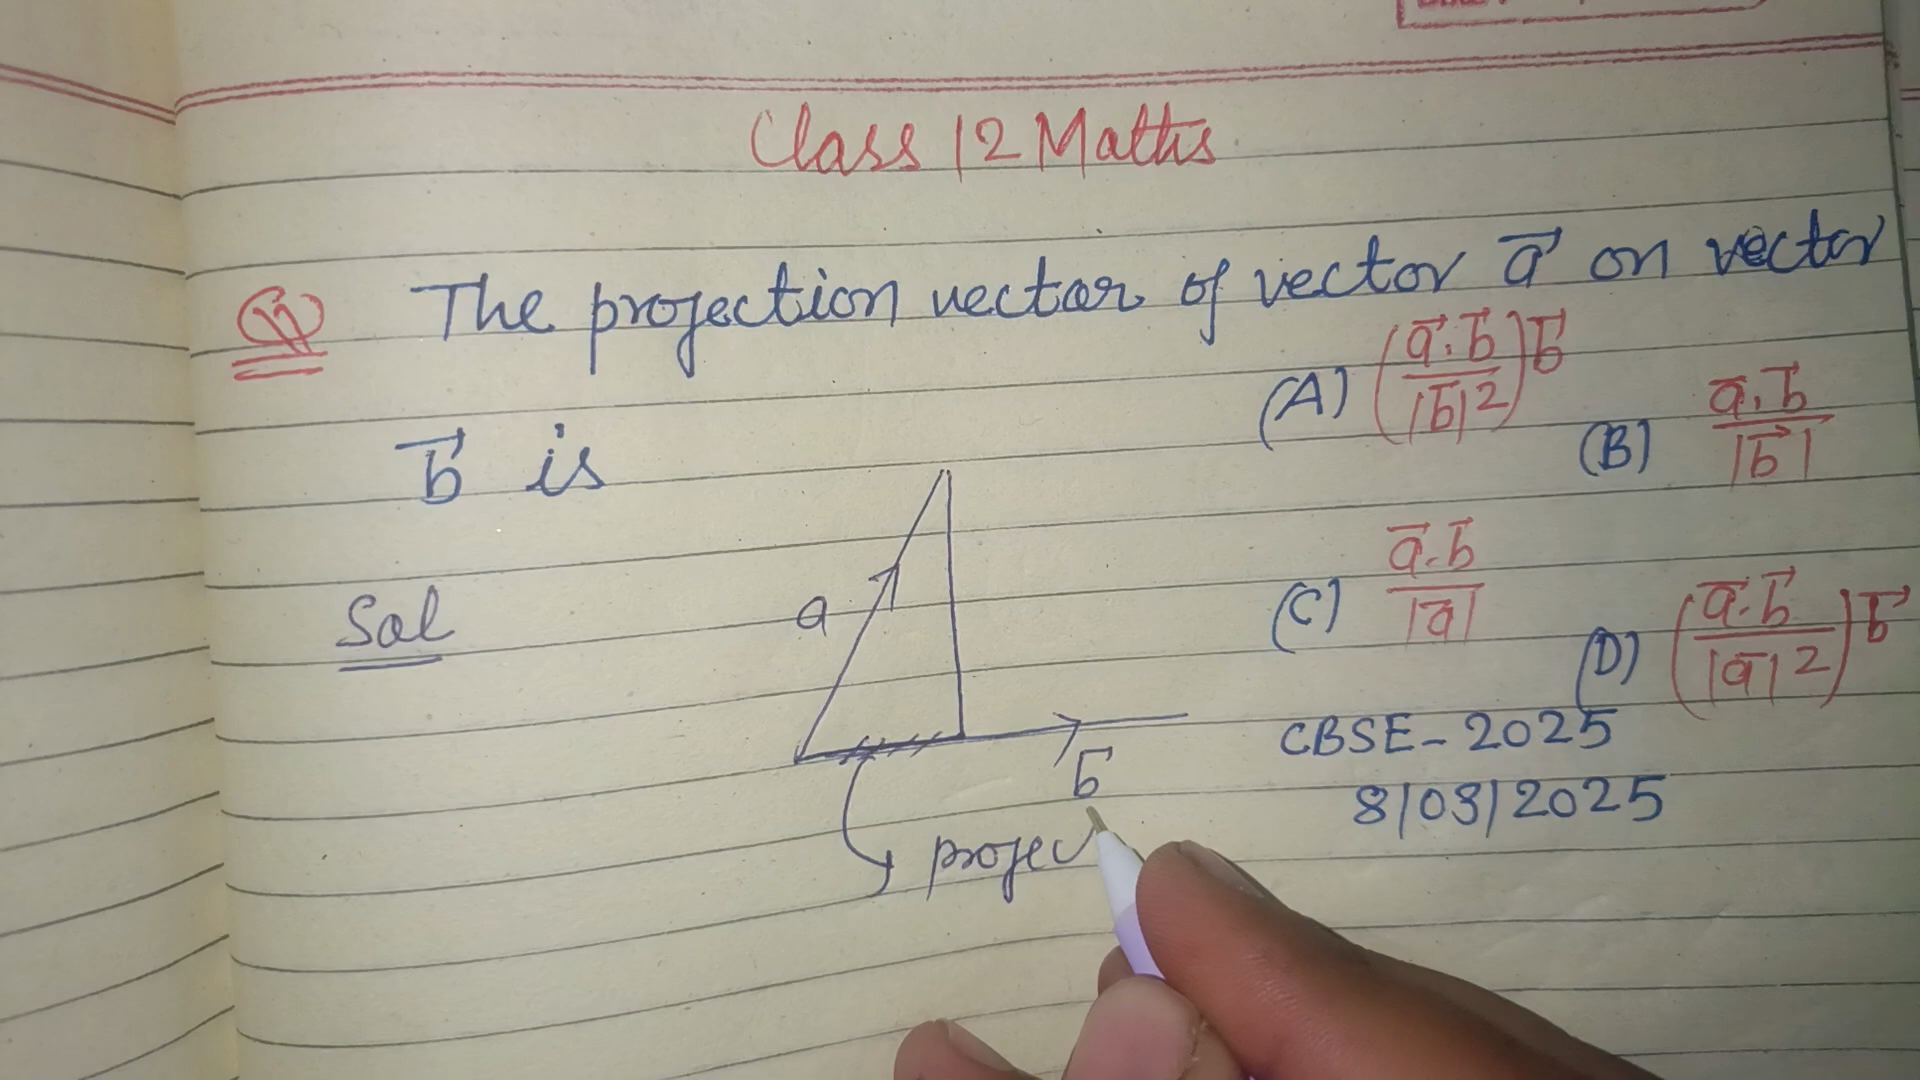 Class 12 Maths
Q The projection vector of vector a⃗ on vector
b⃗ is
(A) (a⃗.b⃗/|b⃗|²)b⃗
(B) a⃗.b⃗/|b⃗|
(C) a⃗.b⃗/|a⃗|
(D) (a⃗.b⃗/|a⃗|²)b⃗
Sol
a
b⃗
projec
CBSE-2025
8/03/2025